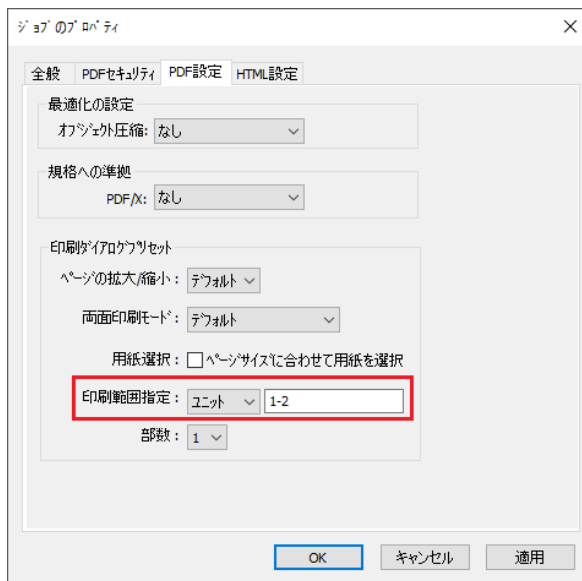 ジョブのプロパティ
全般 PDFセキュリティ PDF設定 HTML設定
最適化の設定
オブジェクト圧縮: なし
規格への準拠
PDF/X: なし
印刷ダイアログプリセット
ページの拡大/縮小: デフォルト
両面印刷モード: デフォルト
用紙選択: ページサイズに合わせて用紙を選択
印刷範囲指定: ユニット 1-2
部数: 1
OK キャンセル 適用